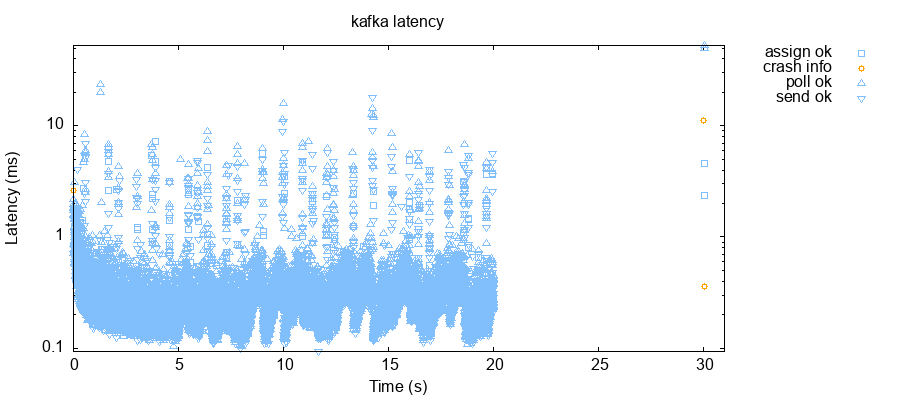 kafka latency
assign ok
crash info
poll ok
send ok
10
1
0.1
Latency (ms)
0 5 10 15 20 25 30
Time (s)